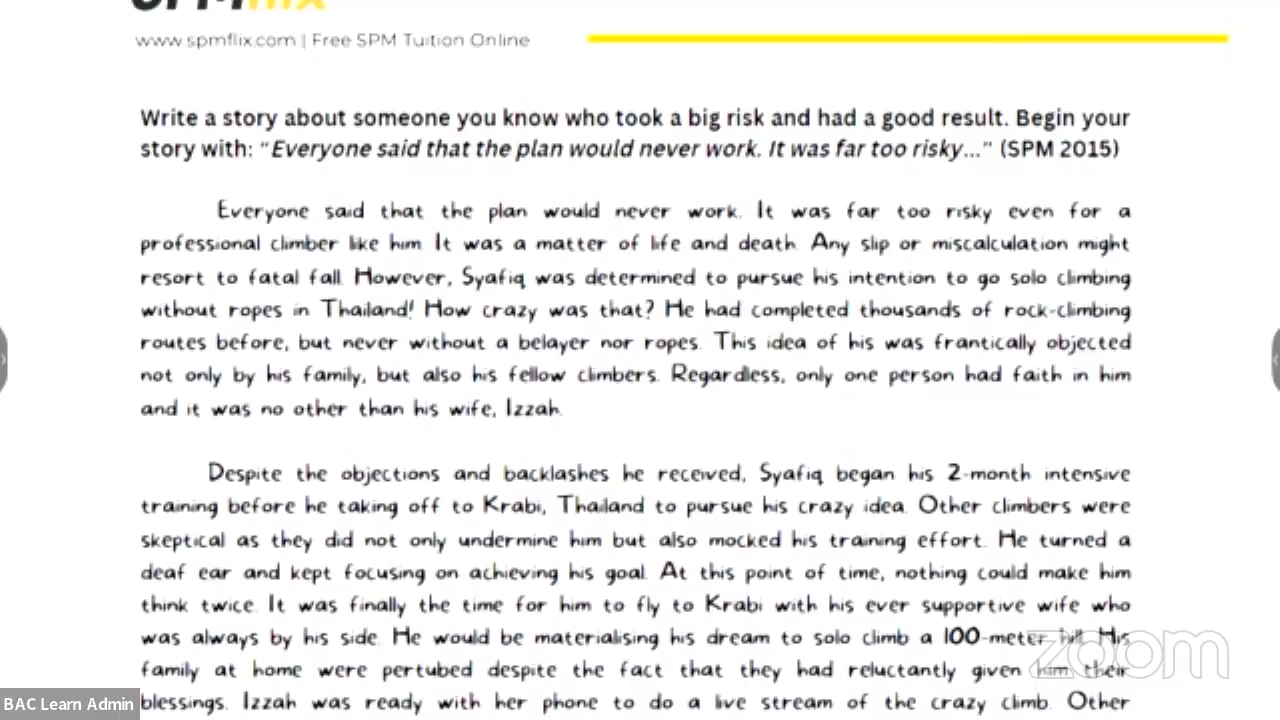 SPMflix
www.spmflix.com | Free SPM Tuition Online
Write a story about someone you know who took a big risk and had a good result. Begin your
story with: "Everyone said that the plan would never work. It was far too risky..." (SPM 2015)
Everyone said that the plan would never work. It was far too risky even for a
professional climber like him. It was a matter of life and death. Any slip or miscalculation might
resort to fatal fall. However, Syafiq was determined to pursue his intention to go solo climbing
without ropes in Thailand! How crazy was that? He had completed thousands of rock-climbing
routes before, but never without a belayer nor ropes. This idea of his was frantically objected
not only by his family, but also his fellow climbers. Regardless, only one person had faith in him
and it was no other than his wife, Izzah.
Despite the objections and backlashes he received, Syafiq began his 2-month intensive
training before he taking off to Krabi, Thailand to pursue his crazy idea. Other climbers were
skeptical as they did not only undermine him but also mocked his training effort. He turned a
deaf ear and kept focusing on achieving his goal. At this point of time, nothing could make him
think twice. It was finally the time for him to fly to Krabi with his ever supportive wife who
was always by his side. He would be materialising his dream to solo climb a 100-meter hill. His
family at home were pertubed despite the fact that they had reluctantly given him their
blessings. Izzah was ready with her phone to do a live stream of the crazy climb. Other
zoom
BAC Learn Admin